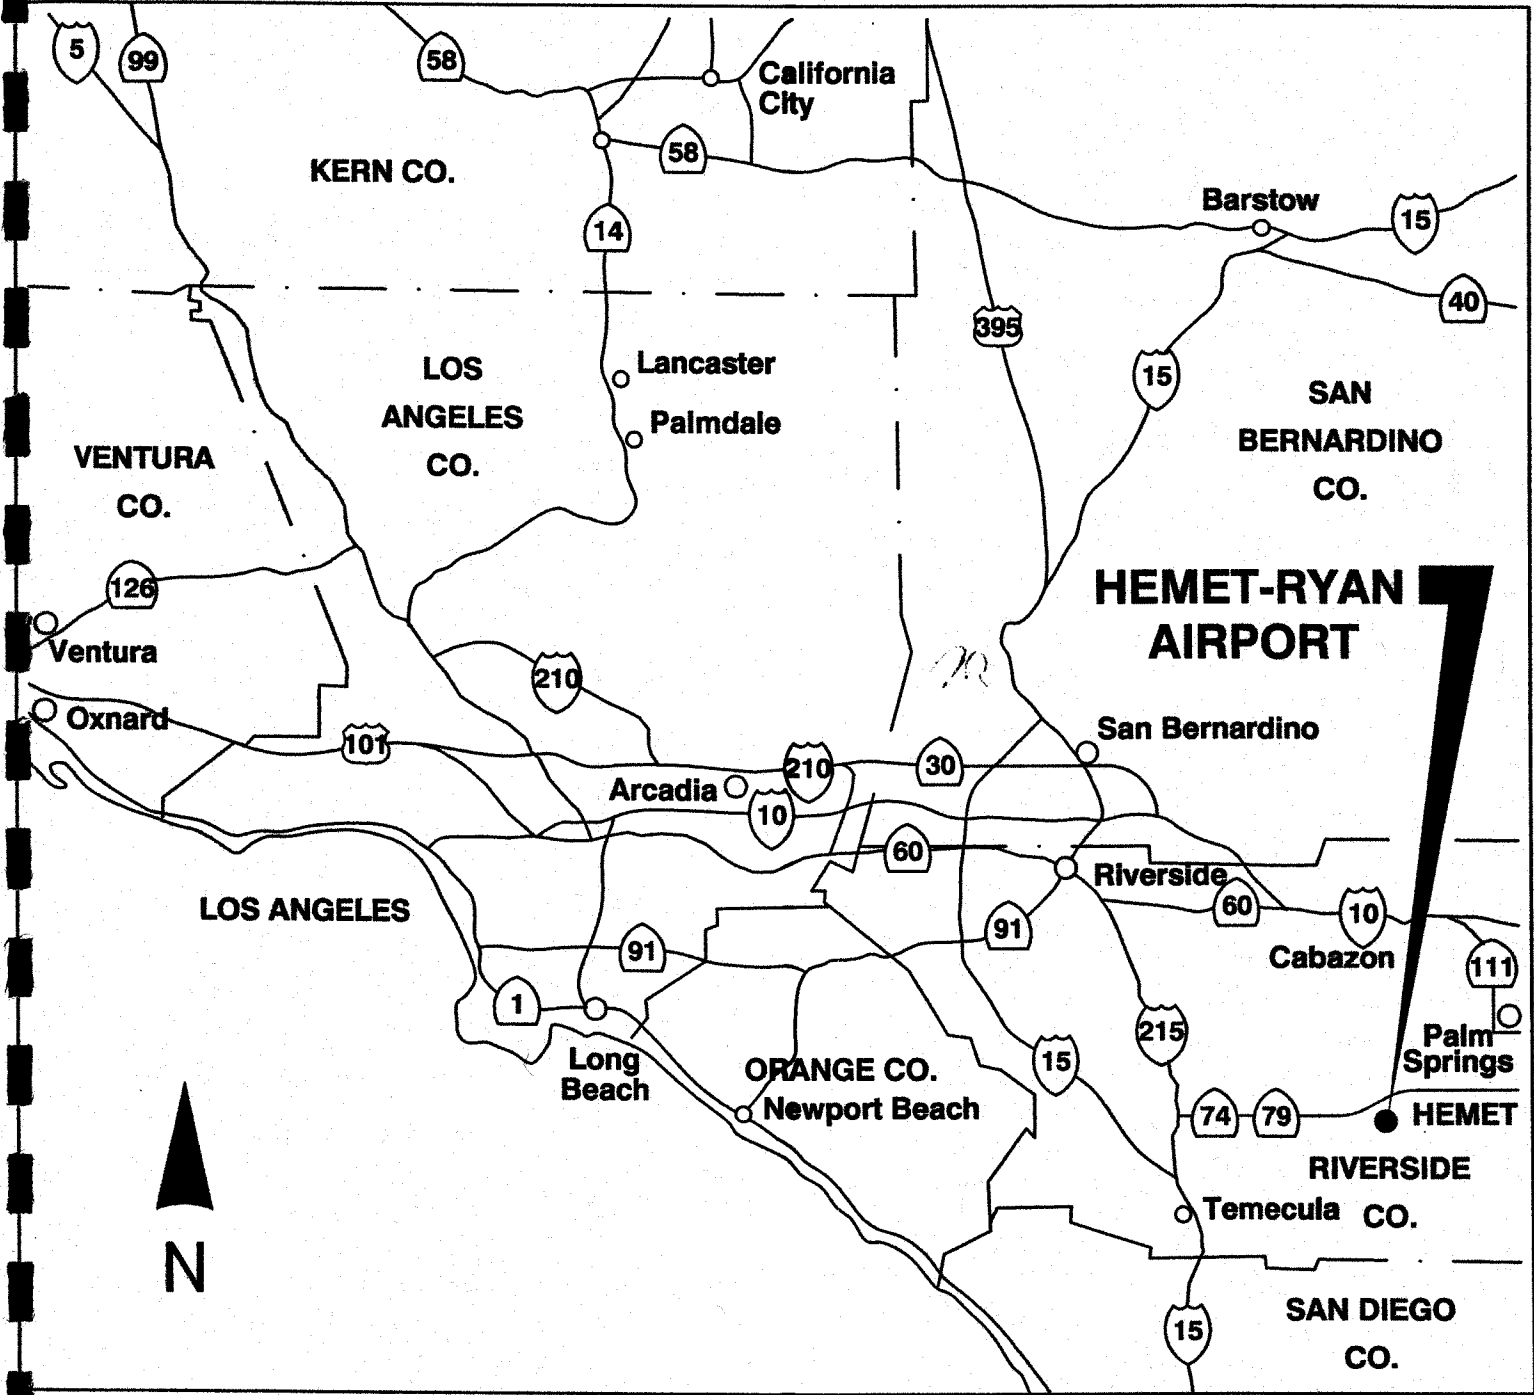 5
99
58
California
City
58
KERN CO.
Barstow
15
14
40
395
LOS
ANGELES
CO.
Lancaster
Palmdale
15
SAN
BERNARDINO
CO.
VENTURA
CO.
126
HEMET-RYAN
AIRPORT
Ventura
210
Oxnard
101
San Bernardino
210
30
Arcadia
10
60
Riverside
LOS ANGELES
60
10
91
91
Cabazon
111
1
215
Palm
Springs
Long
Beach
ORANGE CO.
15
Newport Beach
74
79
HEMET
RIVERSIDE
CO.
Temecula
N
SAN DIEGO
CO.
15